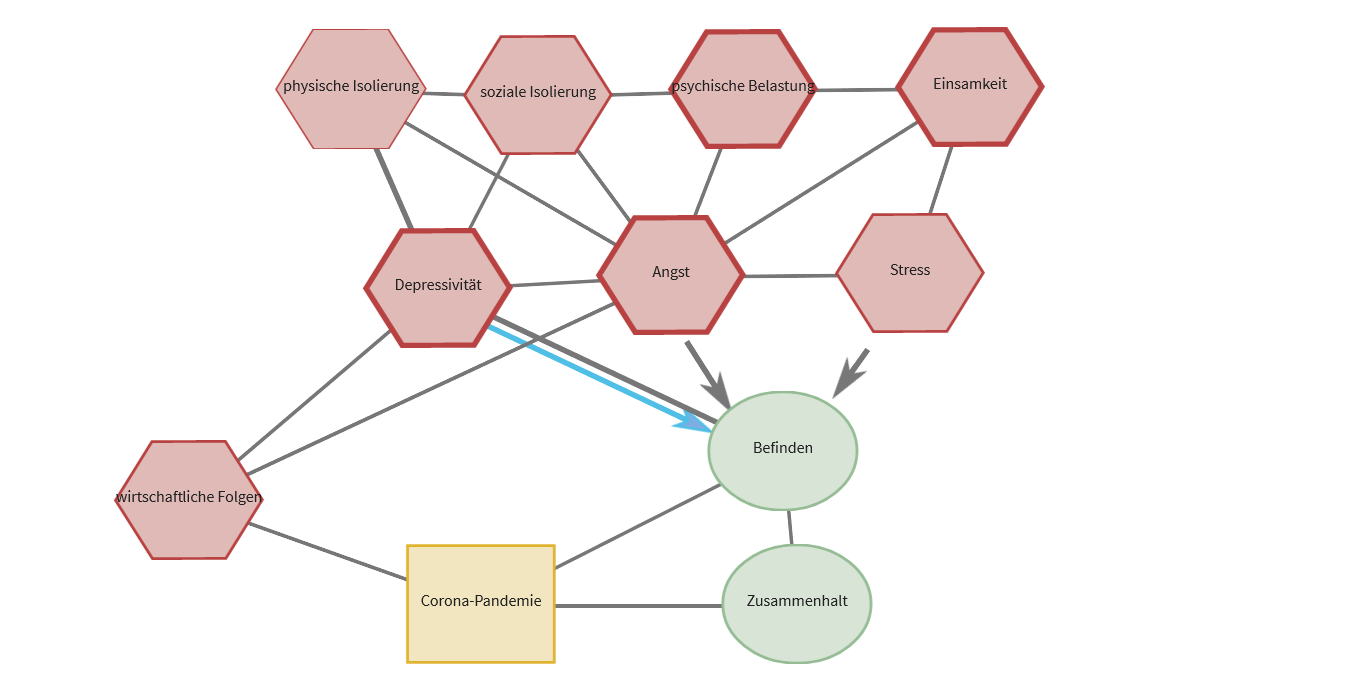 physische Isolierung
soziale Isolierung
psychische Belastung
Einsamkeit
Depressivität
Angst
Stress
Befinden
wirtschaftliche Folgen
Corona-Pandemie
Zusammenhalt